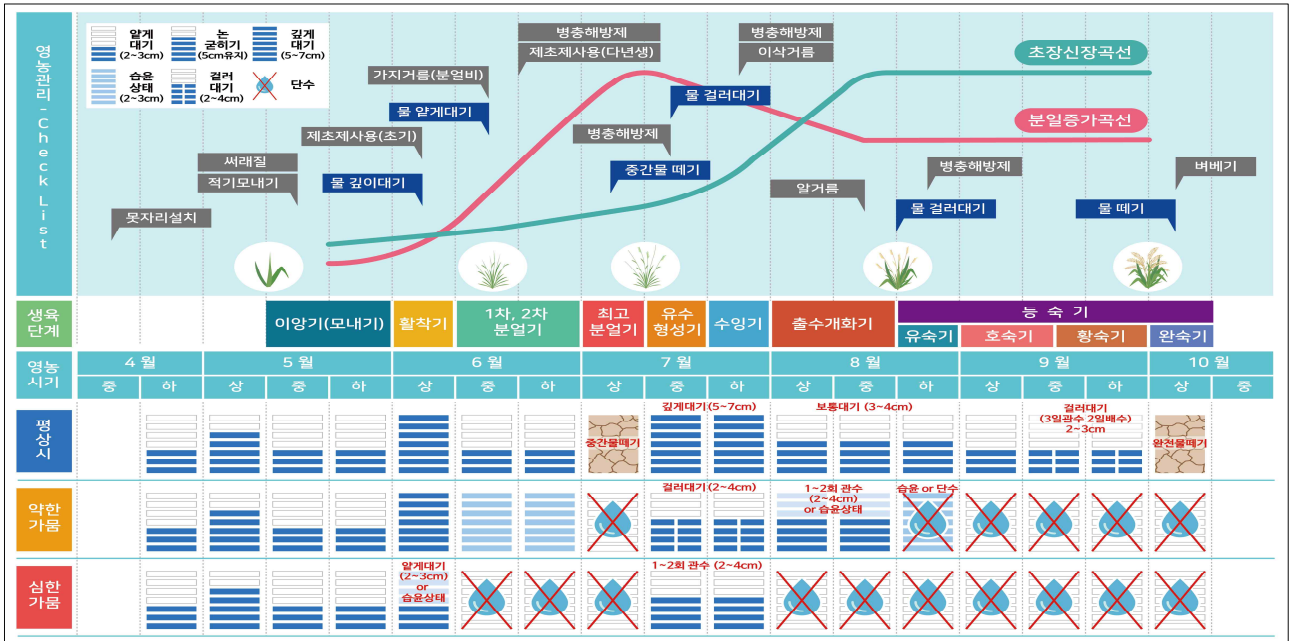 영농관리-Check List
얕게
대기
(2~3cm)
논
굳히기
(5cm유지)
깊게
대기
(5~7cm)
습윤
상태
(2~3cm)
걸러
대기
(2~4cm)
단수
병충해방제
제초제사용(다년생)
병충해방제
이삭거름
초장신장곡선
가지거름(분얼비)
물 얕게대기
물 걸러대기
분얼증가곡선
제초제사용(초기)
병충해방제
써래질
적기모내기
물 깊이대기
중간물 떼기
알거름
병충해방제
벼베기
못자리설치
물 걸러대기
물 떼기
생육
단계
이앙기(모내기)
활착기
1차, 2차
분얼기
최고
분얼기
유수
형성기
수잉기
출수개화기
등 숙 기
유숙기
호숙기
황숙기
완숙기
영농
시기
4 월
5 월
6 월
7 월
8 월
9 월
10 월
중 하 상 중 하 상 중 하 상 중 하 상 중 하 상 중 하 상 중
평
상
시
중간물떼기
깊게대기(5~7cm)
보통대기 (3~4cm)
걸러대기
(3일관수 2일배수)
2~3cm
완전물떼기
약한
가뭄
걸러대기(2~4cm)
1~2회 관수
(2~4cm)
or 습윤상태
습윤 or 단수
심한
가뭄
얕게대기
(2~3cm)
or
습윤상태
1~2회 관수 (2~4cm)